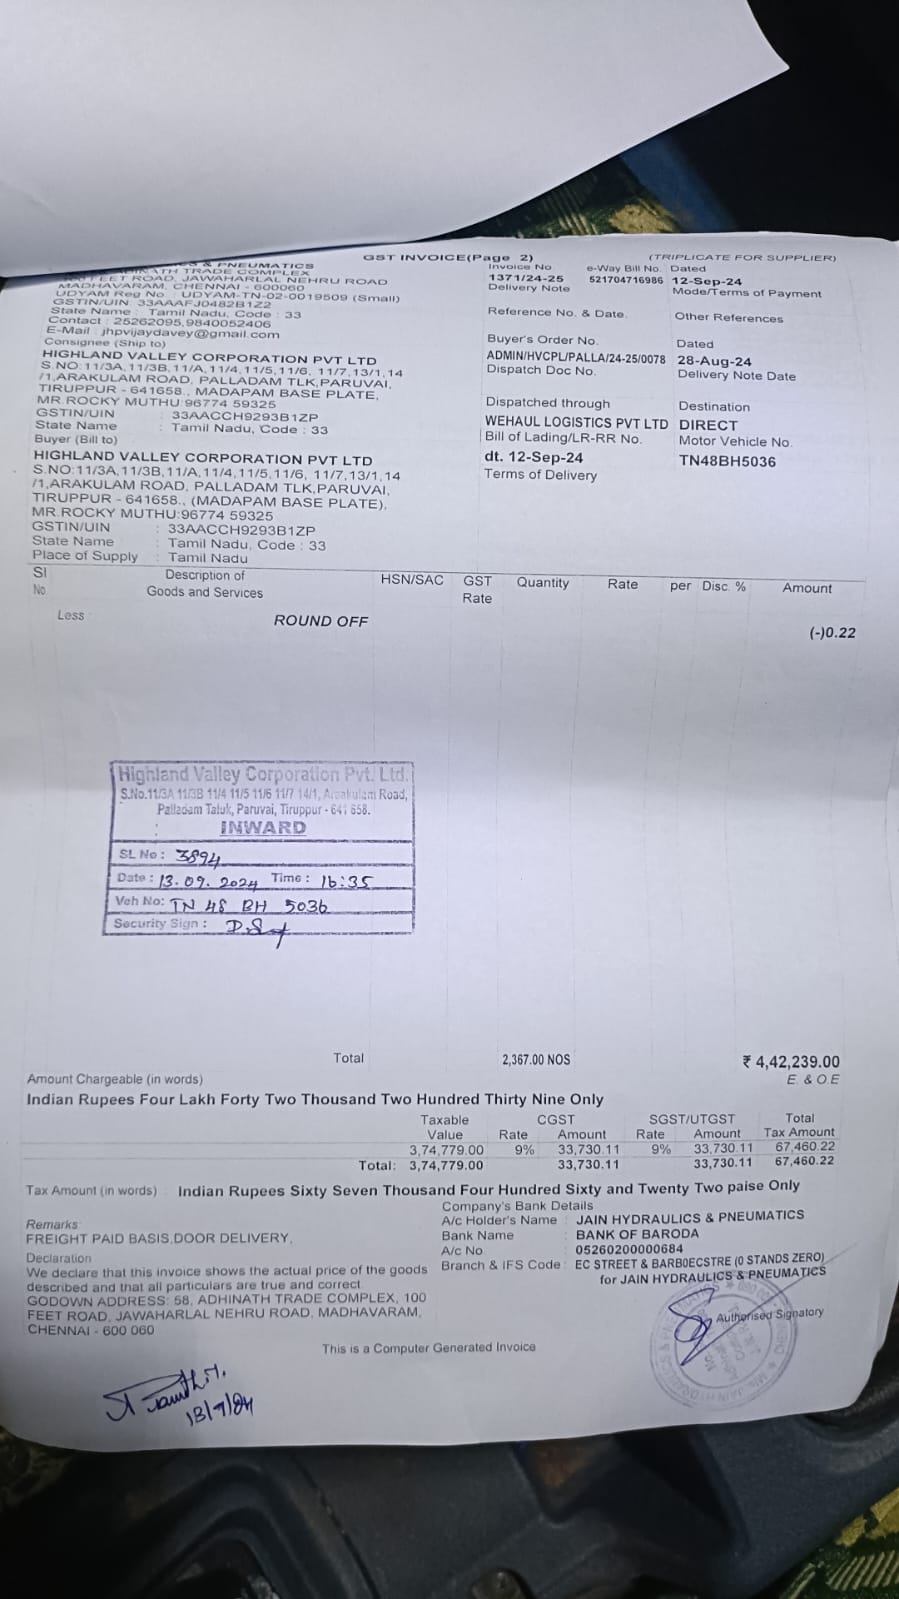 GST INVOICE(Page 2)
(TRIPLICATE FOR SUPPLIER)
& PNEUMATICS
TRADE COMPLEX
FEET ROAD, JAWAHARLAL NEHRU ROAD
MADHAVARAM, CHENNAI - 600060
UDYAM Reg No : UDYAM-TN-02-0019509 (Small)
GSTIN/UIN: 33AAAFJ0482B1Z2
State Name : Tamil Nadu, Code : 33
Contact : 25262095,9840052406
E-Mail : jhpvijaydavey@gmail.com
Invoice No
1371/24-25
e-Way Bill No.
521704716986
Dated
12-Sep-24
Delivery Note
Mode/Terms of Payment
Reference No. & Date.
Other References
Buyer's Order No.
ADMIN/HVCPL/PALLA/24-25/0078
Dated
28-Aug-24
Dispatch Doc No.
Delivery Note Date
Dispatched through
WEHAUL LOGISTICS PVT LTD
Destination
DIRECT
Bill of Lading/LR-RR No.
dt. 12-Sep-24
Motor Vehicle No.
TN48BH5036
Terms of Delivery
Consignee (Ship to)
HIGHLAND VALLEY CORPORATION PVT LTD
S.NO:11/3A, 11/3B, 11/A, 11/4, 11/5, 11/6, 11/7,13/1,14
/1,ARAKULAM ROAD, PALLADAM TLK,PARUVAI,
TIRUPPUR - 641658., MADAPAM BASE PLATE,
MR.ROCKY MUTHU:96774 59325
GSTIN/UIN : 33AACCH9293B1ZP
State Name : Tamil Nadu, Code : 33
Buyer (Bill to)
HIGHLAND VALLEY CORPORATION PVT LTD
S.NO:11/3A, 11/3B, 11/A, 11/4, 11/5, 11/6, 11/7,13/1,14
/1,ARAKULAM ROAD, PALLADAM TLK,PARUVAI,
TIRUPPUR - 641658., (MADAPAM BASE PLATE),
MR.ROCKY MUTHU:96774 59325
GSTIN/UIN : 33AACCH9293B1ZP
State Name : Tamil Nadu, Code : 33
Place of Supply : Tamil Nadu
Sl No Description of Goods and Services HSN/SAC GST Rate Quantity Rate per Disc. % Amount
Less : ROUND OFF (-)0.22
Highland Valley Corporation Pvt. Ltd.
S.No.11/3A 11/3B 11/4 11/5 11/6 11/7 14/1, Arrakulam Road,
Palladam Taluk, Paruvai, Tiruppur - 641 658.
INWARD
SL No : 3894
Date : 13.09.2024 Time : 16:35
Veh No: TN 48 BH 5036
Security Sign :
Total 2,367.00 NOS ₹ 4,42,239.00
Amount Chargeable (in words) E. & O.E
Indian Rupees Four Lakh Forty Two Thousand Two Hundred Thirty Nine Only
Taxable Value CGST SGST/UTGST Total Tax Amount
Rate Amount Rate Amount
3,74,779.00 9% 33,730.11 9% 33,730.11 67,460.22
Total: 3,74,779.00 33,730.11 33,730.11 67,460.22
Tax Amount (in words) : Indian Rupees Sixty Seven Thousand Four Hundred Sixty and Twenty Two paise Only
Company's Bank Details
A/c Holder's Name : JAIN HYDRAULICS & PNEUMATICS
Bank Name : BANK OF BARODA
A/c No. : 05260200000684
Branch & IFS Code : EC STREET & BARB0ECSTRE (0 STANDS ZERO)
Remarks:
FREIGHT PAID BASIS,DOOR DELIVERY,
Declaration
We declare that this invoice shows the actual price of the goods
described and that all particulars are true and correct.
GODOWN ADDRESS: 58, ADHINATH TRADE COMPLEX, 100
FEET ROAD, JAWAHARLAL NEHRU ROAD, MADHAVARAM,
CHENNAI - 600 060
for JAIN HYDRAULICS & PNEUMATICS
Authorised Signatory
This is a Computer Generated Invoice